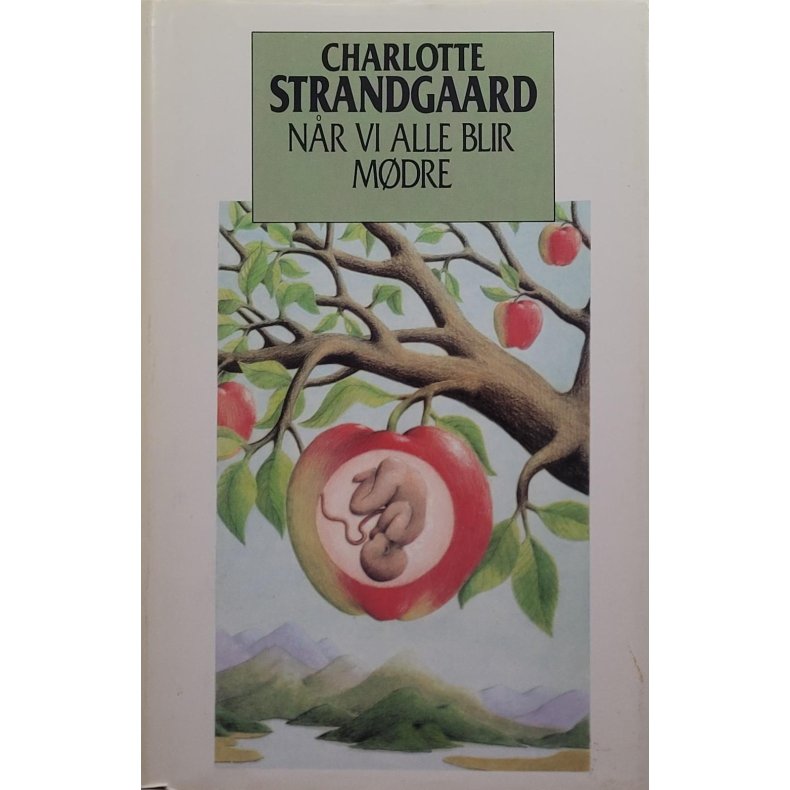 CHARLOTTE
STRANDGAARD
NÅR VI ALLE BLIR
MØDRE